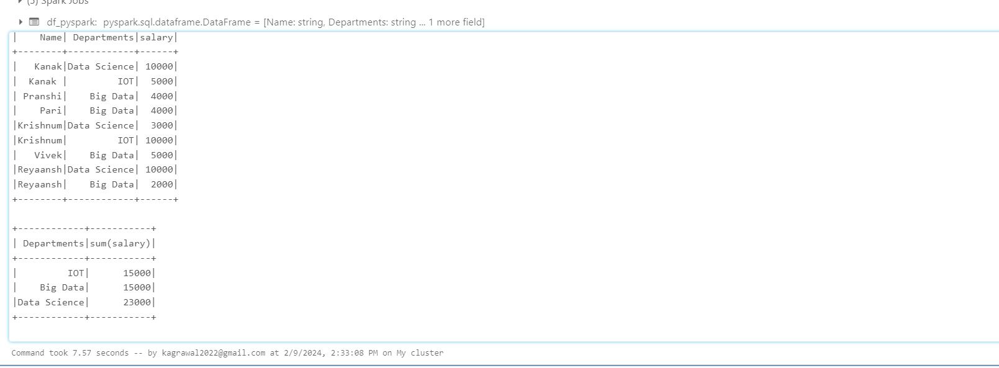 (5) Spark Jobs
df_pyspark: pyspark.sql.dataframe.DataFrame = [Name: string, Departments: string ... 1 more field]
|    Name| Departments|salary|
+--------+------------+------+
|   Kanak|Data Science| 10000|
|  Kanak |         IOT|  5000|
| Pranshi|    Big Data|  4000|
|    Pari|    Big Data|  4000|
|Krishnum|Data Science|  3000|
|Krishnum|         IOT| 10000|
|   Vivek|    Big Data|  5000|
|Reyaansh|Data Science| 10000|
|Reyaansh|    Big Data|  2000|
+--------+------------+------+
+------------+-----------+
| Departments|sum(salary)|
+------------+-----------+
|         IOT|      15000|
|    Big Data|      15000|
|Data Science|      23000|
+------------+-----------+
Command took 7.57 seconds -- by kagrawal2022@gmail.com at 2/9/2024, 2:33:08 PM on My cluster